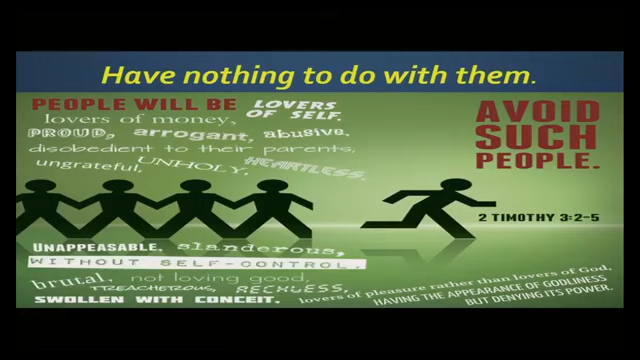 Have nothing to do with them.
PEOPLE WILL BE LOVERS OF SELF,
lovers of money,
PROUD, arrogant, abusive,
disobedient to their parents,
ungrateful, UNHOLY, HEARTLESS,
AVOID
SUCH
PEOPLE.
2 TIMOTHY 3:2-5
UNAPPEASABLE, slanderous,
WITHOUT SELF-CONTROL,
brutal, not loving good,
TREACHEROUS, RECKLESS,
SWOLLEN WITH CONCEIT,
lovers of pleasure rather than lovers of God,
HAVING THE APPEARANCE OF GODLINESS
BUT DENYING ITS POWER.